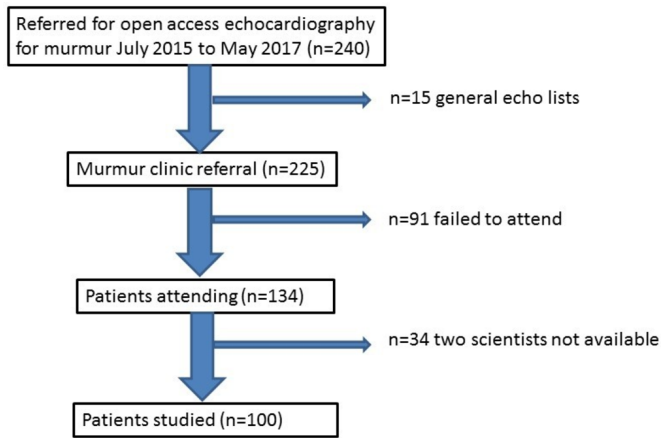 Referred for open access echocardiography
for murmur July 2015 to May 2017 (n=240)
n=15 general echo lists
Murmur clinic referral (n=225)
n=91 failed to attend
Patients attending (n=134)
n=34 two scientists not available
Patients studied (n=100)